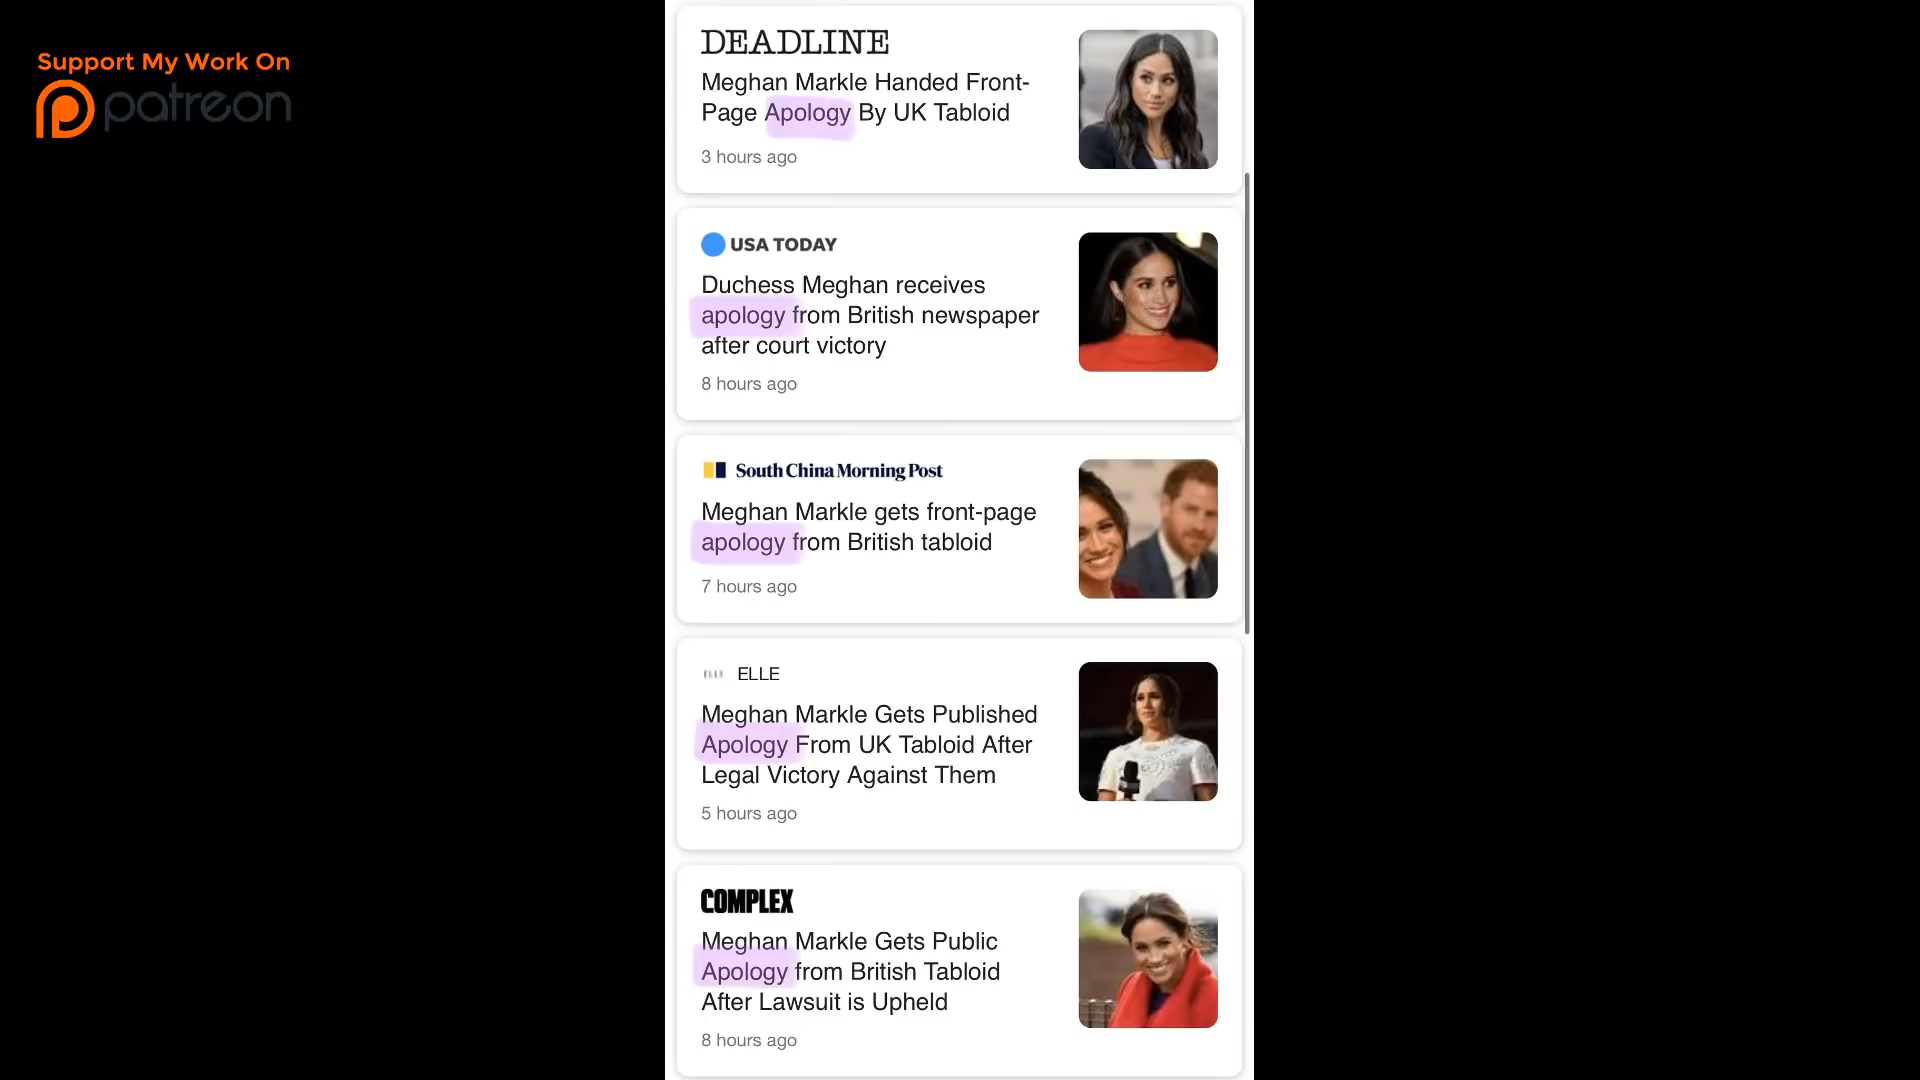 Support My Work On
patreon
DEADLINE
Meghan Markle Handed Front-
Page Apology By UK Tabloid
3 hours ago
USA TODAY
Duchess Meghan receives
apology from British newspaper
after court victory
8 hours ago
South China Morning Post
Meghan Markle gets front-page
apology from British tabloid
7 hours ago
ELLE ELLE
Meghan Markle Gets Published
Apology From UK Tabloid After
Legal Victory Against Them
5 hours ago
COMPLEX
Meghan Markle Gets Public
Apology from British Tabloid
After Lawsuit is Upheld
8 hours ago